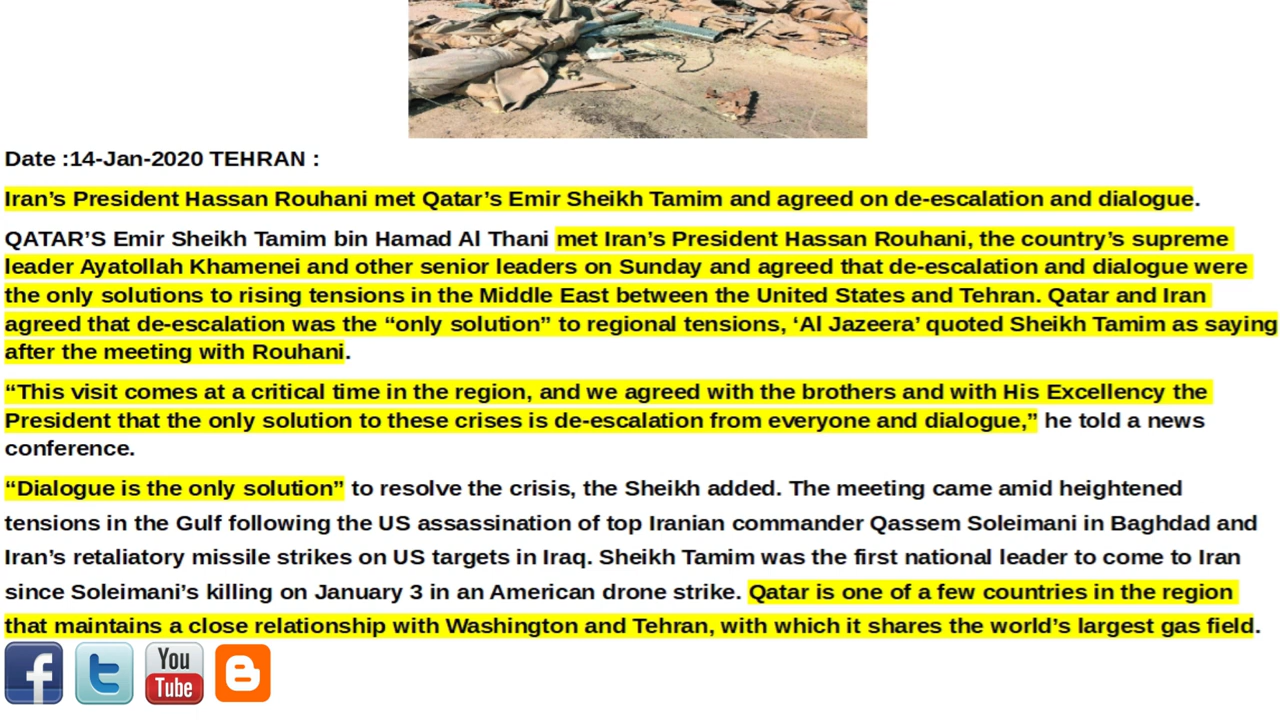 Date :14-Jan-2020 TEHRAN :
Iran’s President Hassan Rouhani met Qatar’s Emir Sheikh Tamim and agreed on de-escalation and dialogue.
QATAR’S Emir Sheikh Tamim bin Hamad Al Thani met Iran’s President Hassan Rouhani, the country’s supreme
leader Ayatollah Khamenei and other senior leaders on Sunday and agreed that de-escalation and dialogue were
the only solutions to rising tensions in the Middle East between the United States and Tehran. Qatar and Iran
agreed that de-escalation was the “only solution” to regional tensions, ‘Al Jazeera’ quoted Sheikh Tamim as saying
after the meeting with Rouhani.
“This visit comes at a critical time in the region, and we agreed with the brothers and with His Excellency the
President that the only solution to these crises is de-escalation from everyone and dialogue,” he told a news
conference.
“Dialogue is the only solution” to resolve the crisis, the Sheikh added. The meeting came amid heightened
tensions in the Gulf following the US assassination of top Iranian commander Qassem Soleimani in Baghdad and
Iran’s retaliatory missile strikes on US targets in Iraq. Sheikh Tamim was the first national leader to come to Iran
since Soleimani’s killing on January 3 in an American drone strike. Qatar is one of a few countries in the region
that maintains a close relationship with Washington and Tehran, with which it shares the world’s largest gas field.
f t You Tube B